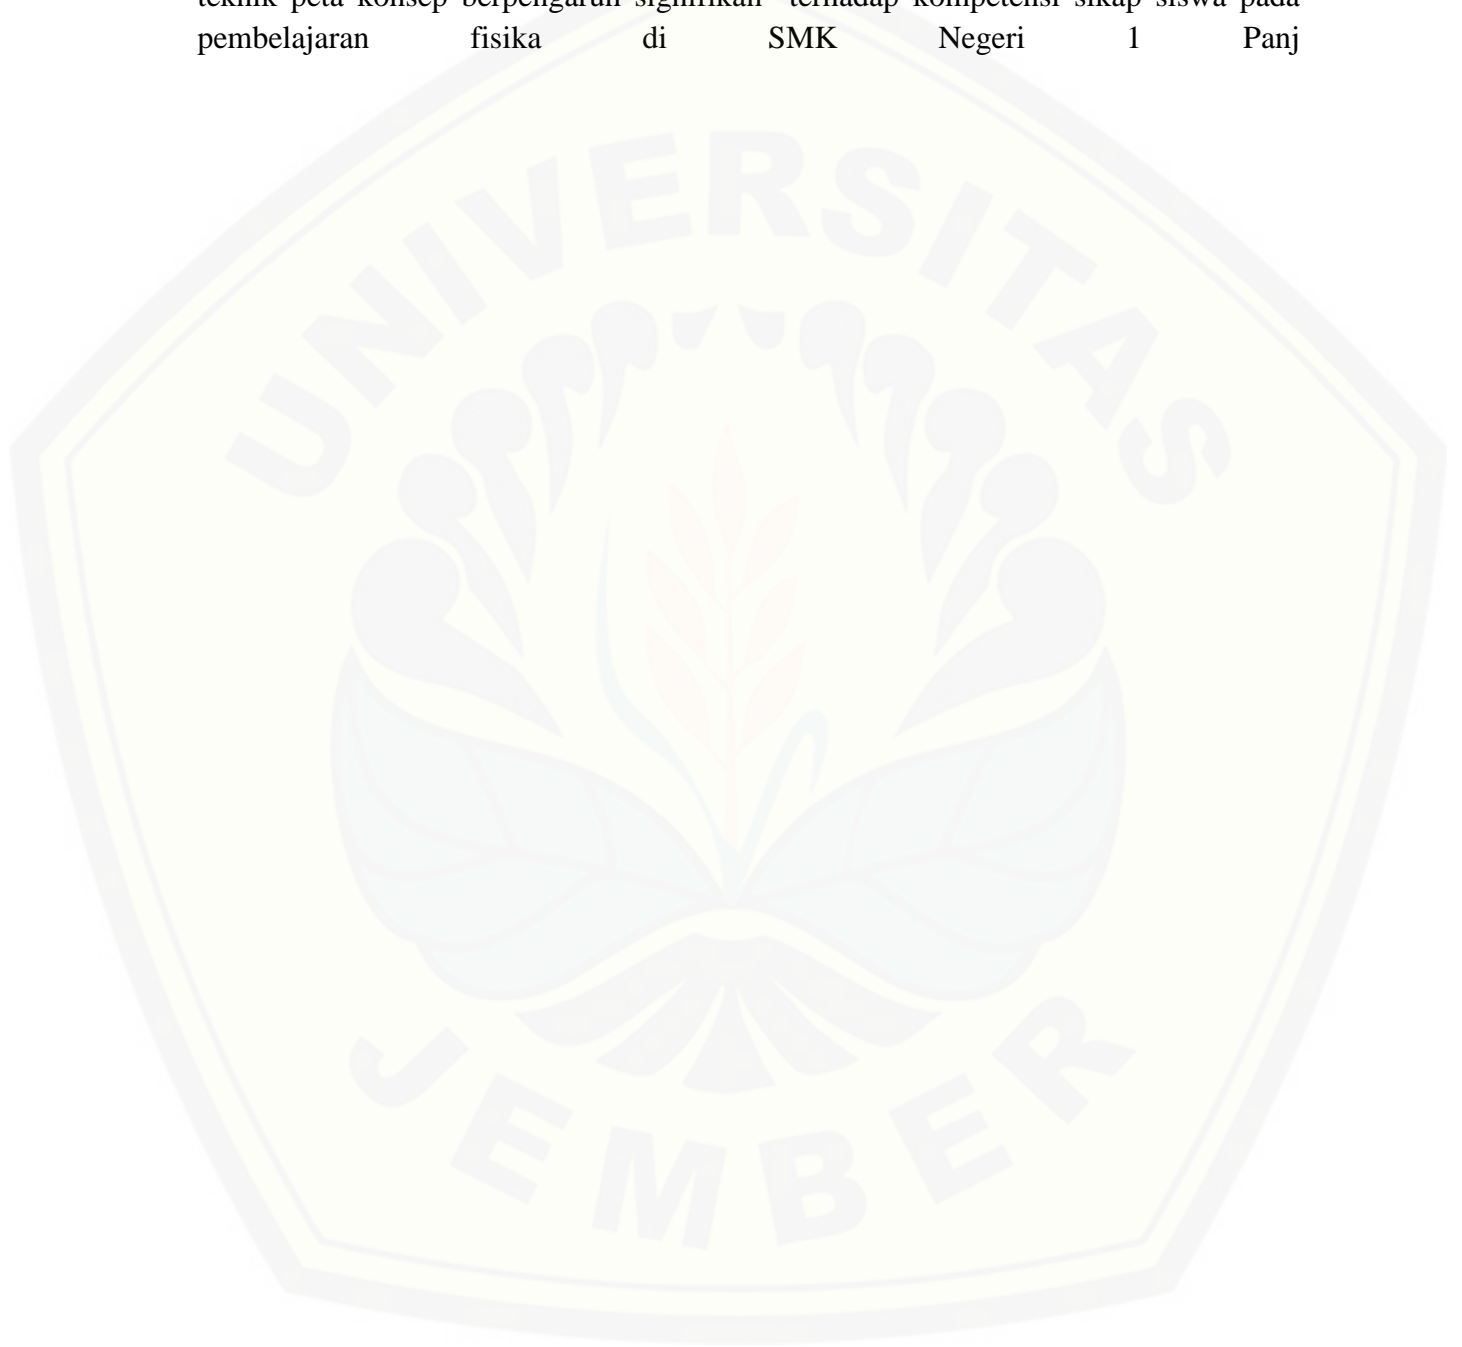 teknik peta konsep berpengaruh signifikan terhadap kompetensi sikap siswa pada
pembelajaran fisika di SMK Negeri 1 Panj
UNIVERSITAS
JEMBER